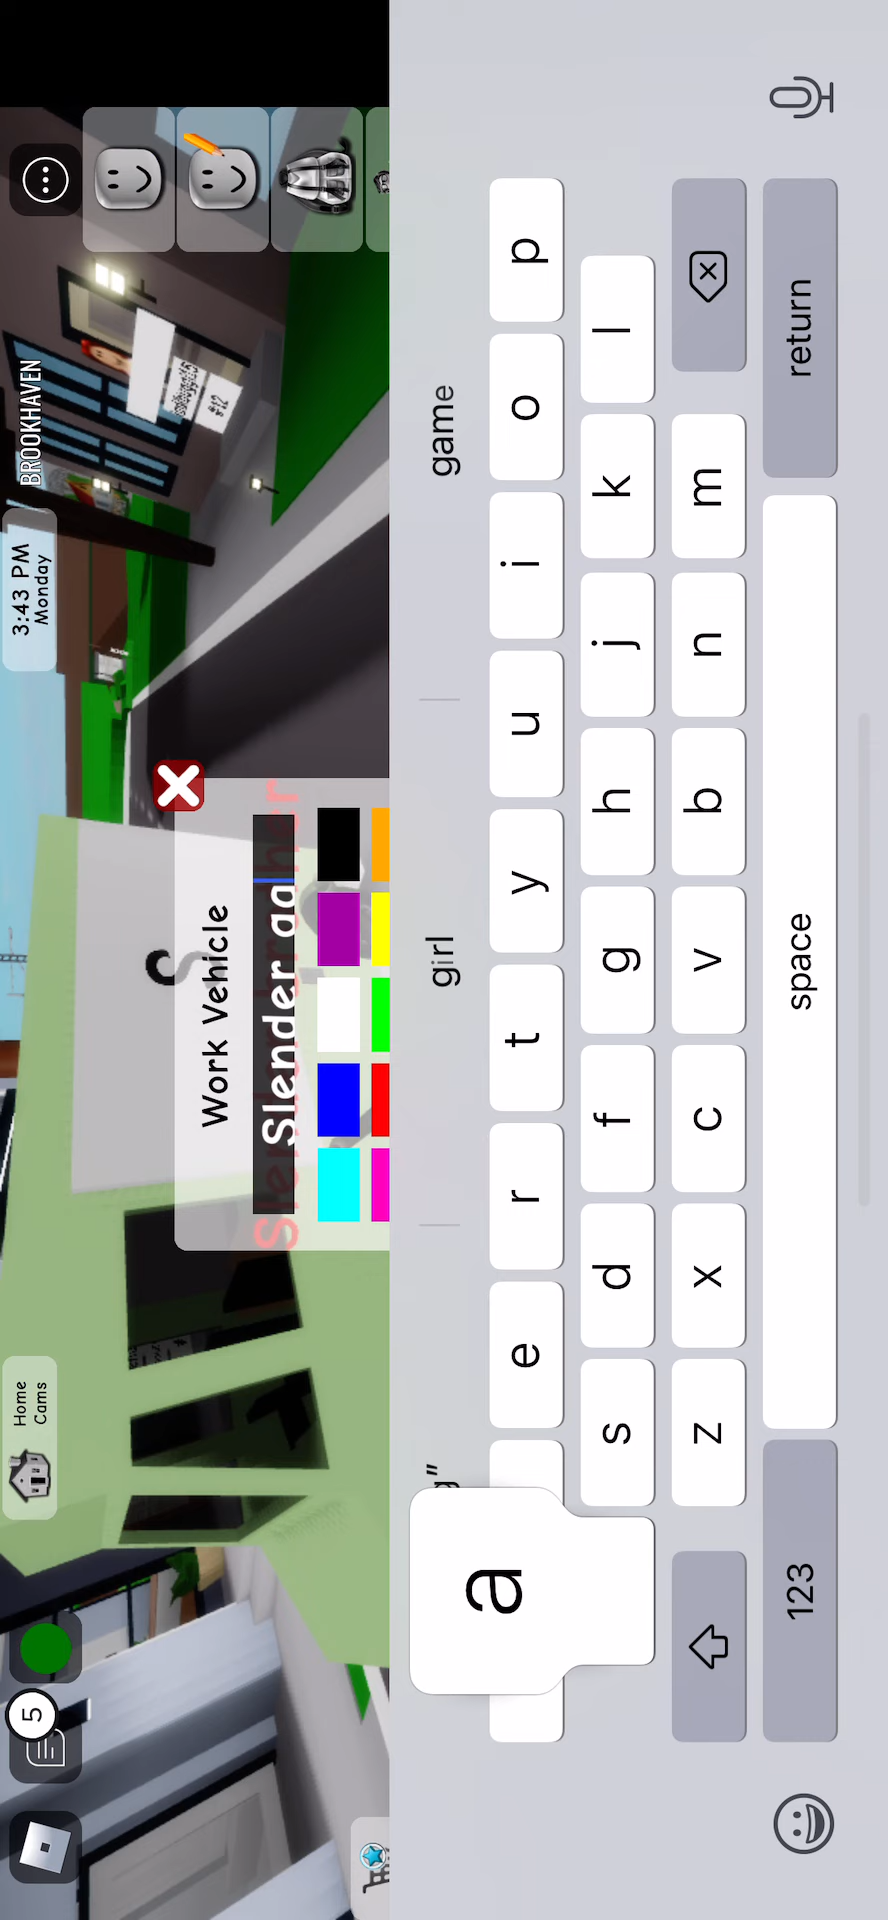 BROOKHAVEN
3:43 PM
Monday
Home
Cams
5
S
Work Vehicle
Slender ga
g"
girl
game
e r t y u i o p
a s d f g h j k l
z x c v b n m
123 space return